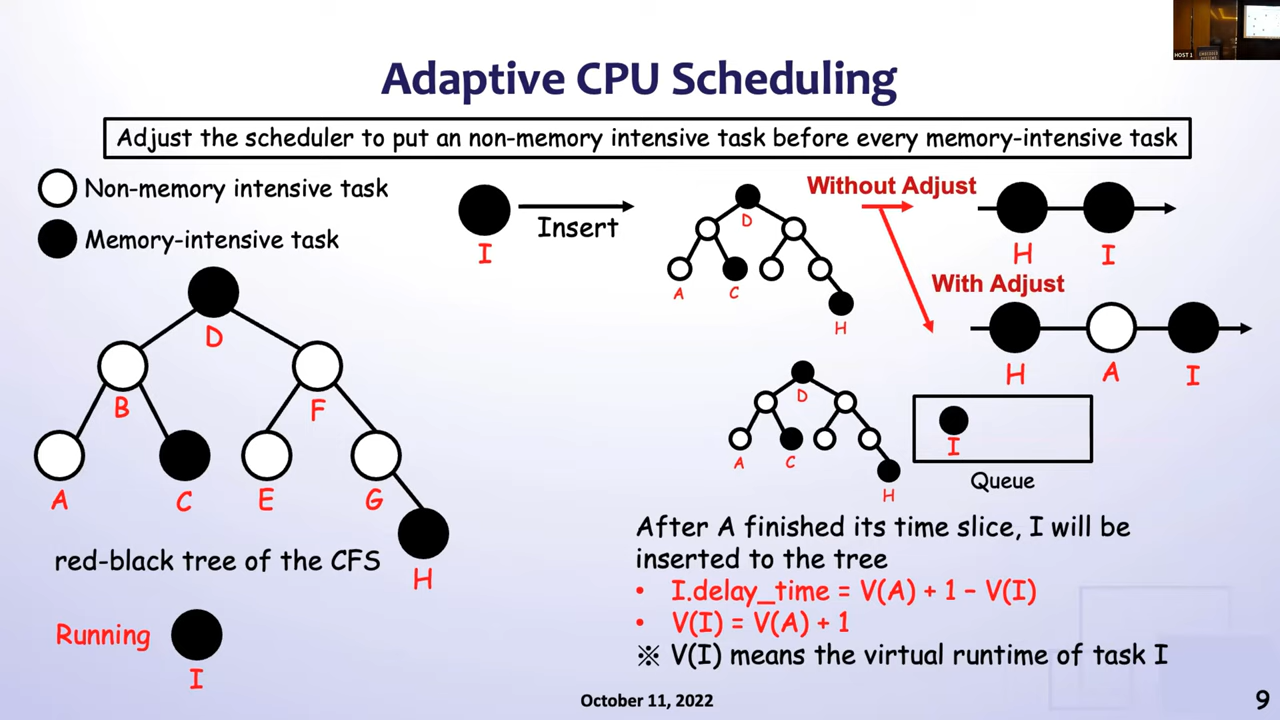 HOST 1
Adaptive CPU Scheduling
Adjust the scheduler to put an non-memory intensive task before every memory-intensive task
Non-memory intensive task
Memory-intensive task
D
B
F
A
C
E
G
H
red-black tree of the CFS
Running
I
I
Insert
D
A
C
H
Without Adjust
H
I
With Adjust
H
A
I
D
A
C
H
I
Queue
After A finished its time slice, I will be
inserted to the tree
• I.delay_time = V(A) + 1 – V(I)
• V(I) = V(A) + 1
※ V(I) means the virtual runtime of task I
October 11, 2022
9